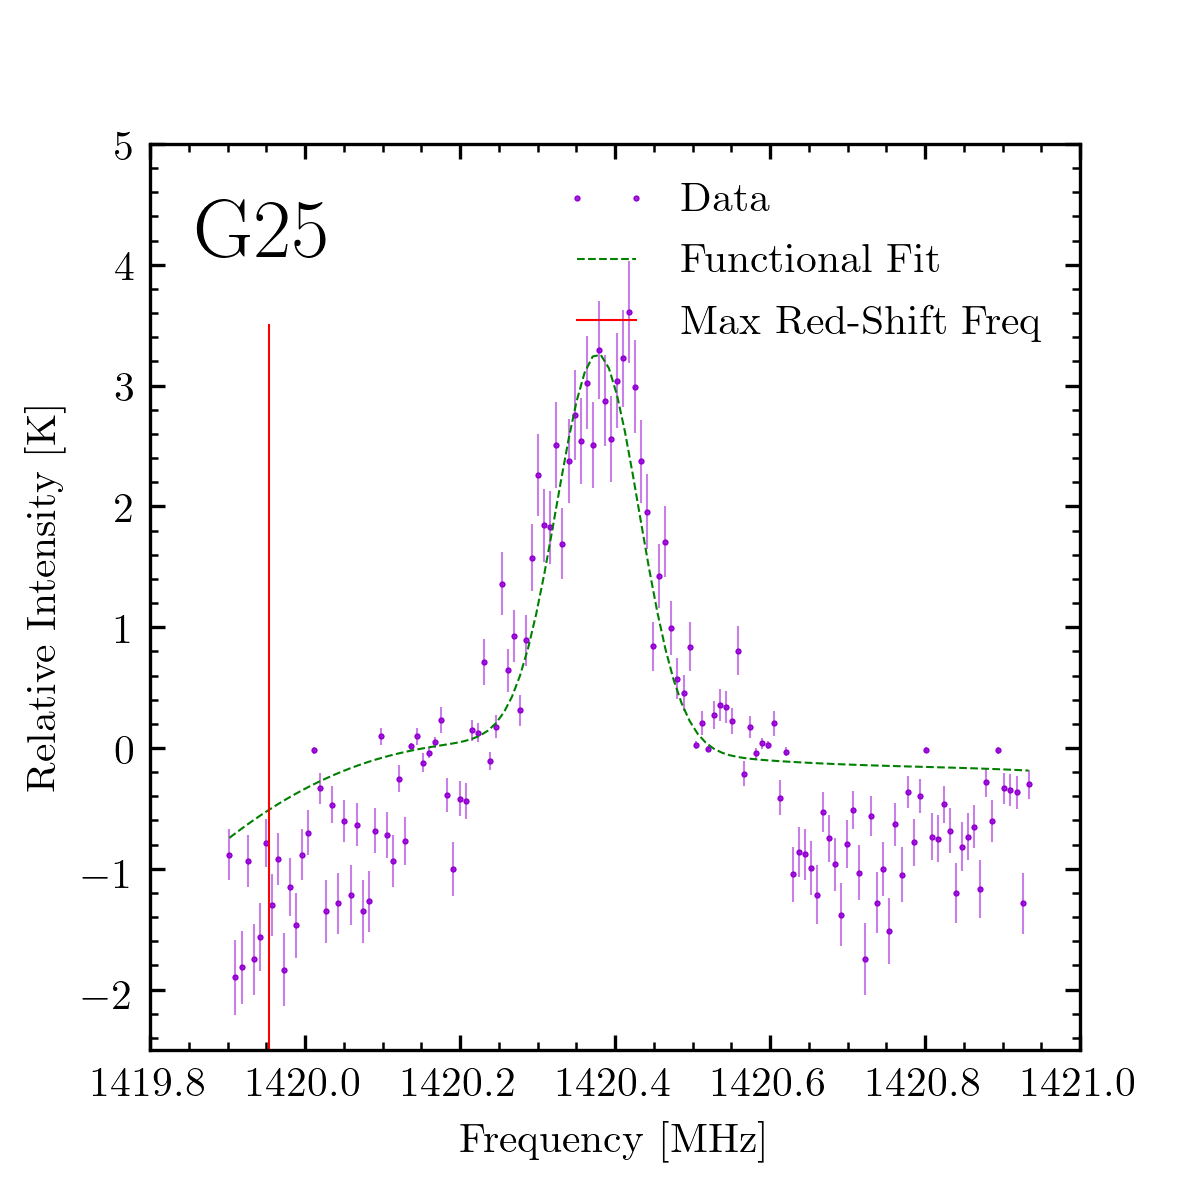 G25
Data
Functional Fit
Max Red-Shift Freq
5
4
3
2
1
0
−1
−2
Relative Intensity [K]
1419.8 1420.0 1420.2 1420.4 1420.6 1420.8 1421.0
Frequency [MHz]